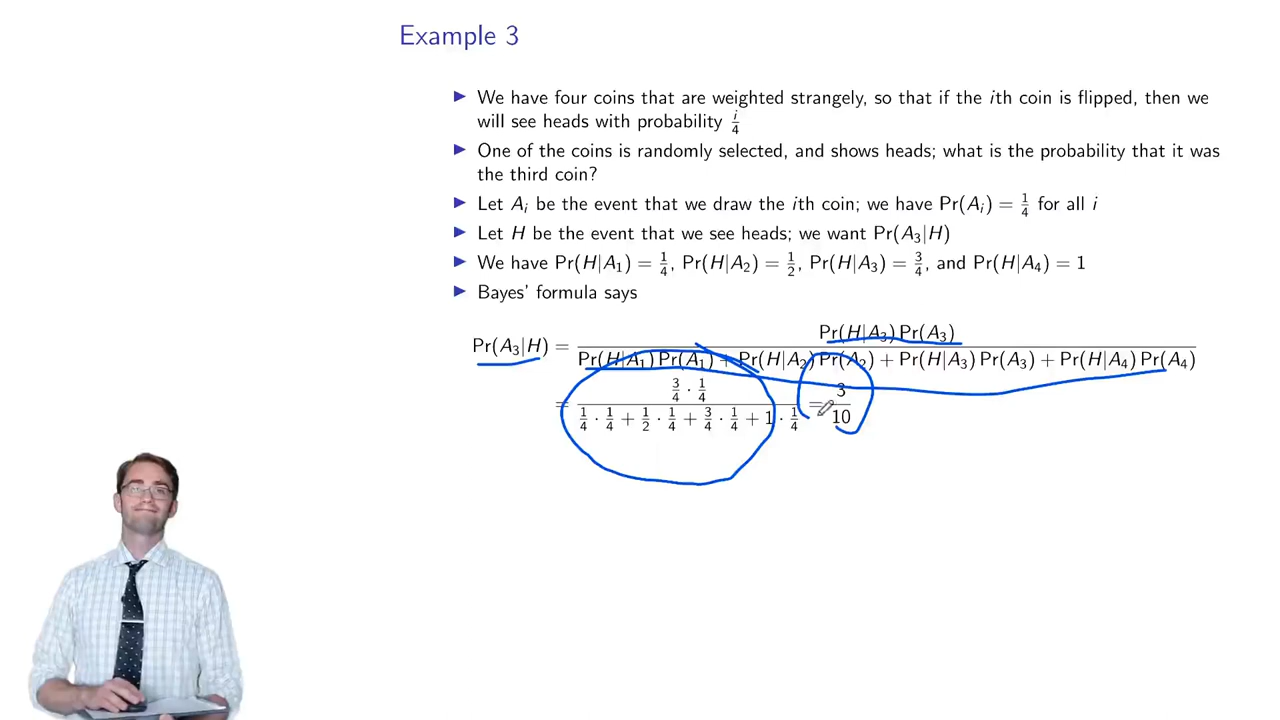 Example 3
▶ We have four coins that are weighted strangely, so that if the ith coin is flipped, then we
will see heads with probability i/4
▶ One of the coins is randomly selected, and shows heads; what is the probability that it was
the third coin?
▶ Let A_i be the event that we draw the ith coin; we have Pr(A_i) = 1/4 for all i
▶ Let H be the event that we see heads; we want Pr(A_3|H)
▶ We have Pr(H|A_1) = 1/4, Pr(H|A_2) = 1/2, Pr(H|A_3) = 3/4, and Pr(H|A_4) = 1
▶ Bayes' formula says
Pr(H|A_3) Pr(A_3)
Pr(A_3|H) =
Pr(H|A_1) Pr(A_1) + Pr(H|A_2) Pr(A_2) + Pr(H|A_3) Pr(A_3) + Pr(H|A_4) Pr(A_4)
3/4 · 1/4
= 1/4 · 1/4 + 1/2 · 1/4 + 3/4 · 1/4 + 1 · 1/4 = 3/10